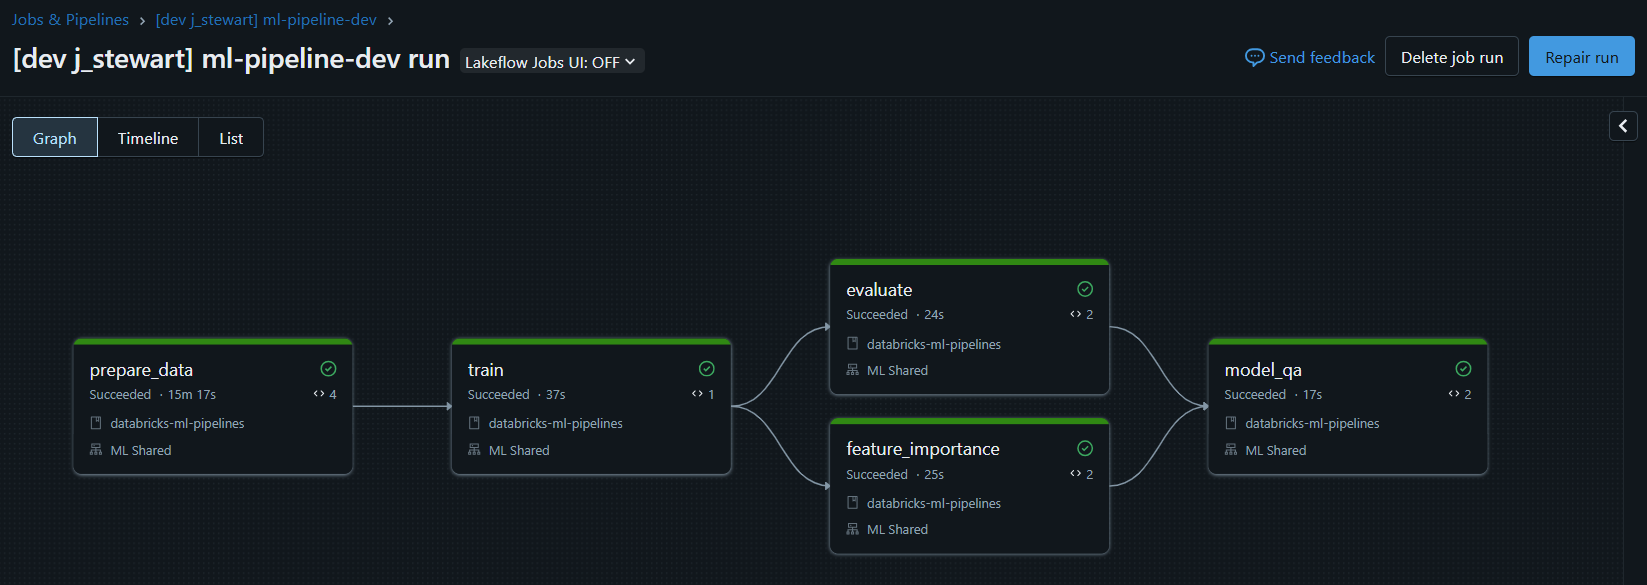 Jobs & Pipelines › [dev j_stewart] ml-pipeline-dev ›
[dev j_stewart] ml-pipeline-dev run
Lakeflow Jobs UI: OFF
Send feedback
Delete job run
Repair run
Graph
Timeline
List
prepare_data
Succeeded · 15m 17s
4
databricks-ml-pipelines
ML Shared
train
Succeeded · 37s
1
databricks-ml-pipelines
ML Shared
evaluate
Succeeded · 24s
2
databricks-ml-pipelines
ML Shared
feature_importance
Succeeded · 25s
2
databricks-ml-pipelines
ML Shared
model_qa
Succeeded · 17s
2
databricks-ml-pipelines
ML Shared